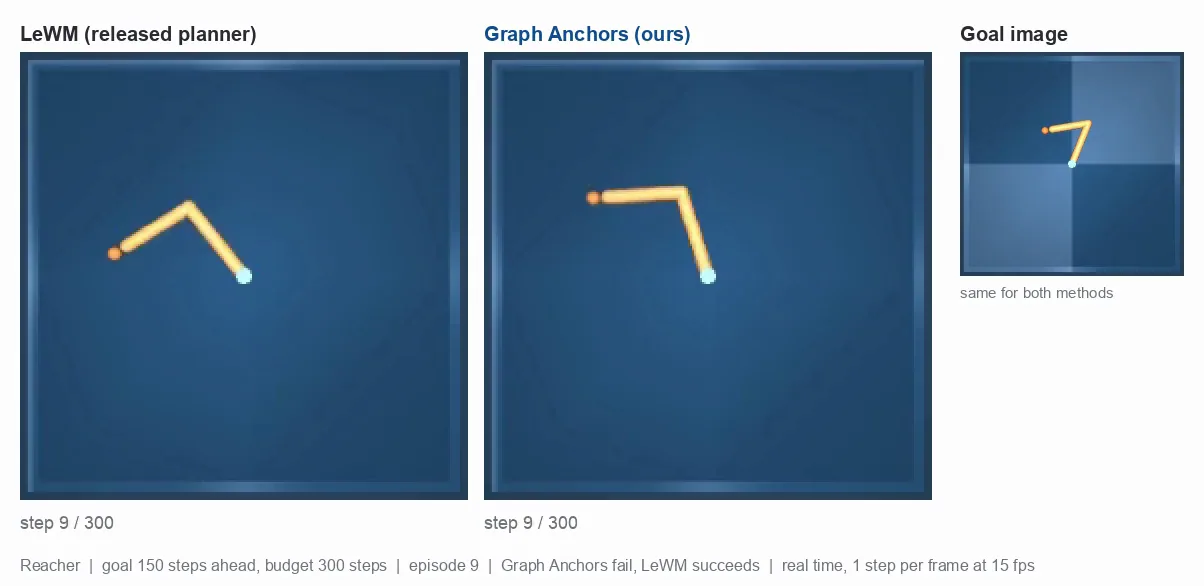 LeWM (released planner)
Graph Anchors (ours)
Goal image
same for both methods
step 9 / 300
step 9 / 300
Reacher | goal 150 steps ahead, budget 300 steps | episode 9 | Graph Anchors fail, LeWM succeeds | real time, 1 step per frame at 15 fps